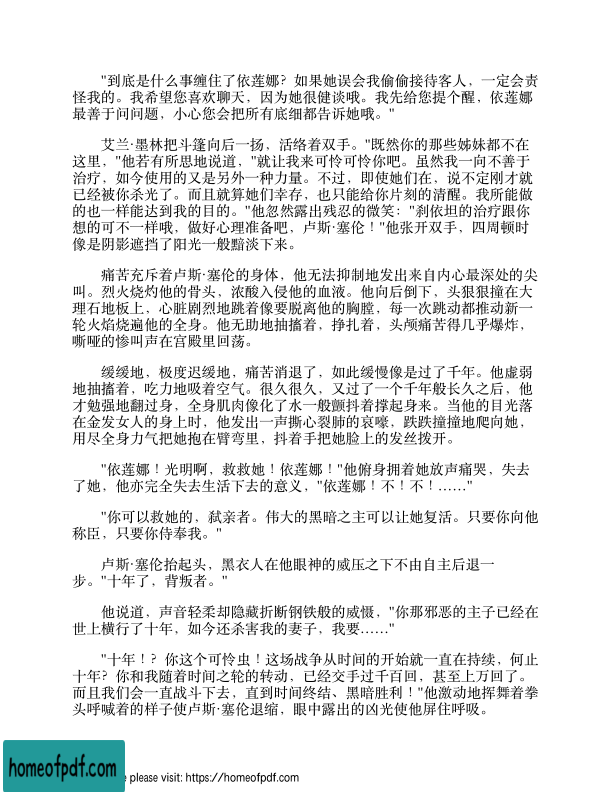 "到底是什么事缠住了依莲娜？如果她误会我偷偷接待客人，一定会责
怪我的。我希望您喜欢聊天，因为她很健谈哦。我先给您提个醒，依莲娜
最善于问问题，小心您会把所有底细都告诉她哦。"
艾兰·墨林把斗篷向后一扬，活络着双手。"既然你的那些姊妹都不在
这里，"他若有所思地说道，"就让我来可怜可怜你吧。虽然我一向不善于
治疗，如今使用的又是另外一种力量。不过，即使她们在、说不定刚才就
已经被你杀光了。而且就算她们幸存，也只能给你片刻的清醒。我所能做
的也一样能达到我的目的。"他忽然露出残忍的微笑："刹依坦的治疗跟你
想的可不一样哦，做好心理准备吧，卢斯·塞伦！"他张开双手，四周顿时
像是阴影遮挡了阳光一般黯淡下来。
痛苦充斥着卢斯·塞伦的身体，他无法抑制地发出来自内心最深处的尖
叫。烈火烧灼他的骨头，浓酸入侵他的血液。他向后倒下，头狠狠撞在大
理石地板上，心脏剧烈地跳着像要脱离他的胸膛，每一次跳动都推动新一
轮火焰烧遍他的全身。他无助地抽搐着，挣扎着，头颅痛苦得几乎爆炸，
嘶哑的惨叫声在宫殿里回荡。
缓缓地，极度迟缓地，痛苦消退了，如此缓慢像是过了千年。他虚弱
地抽搐着，吃力地吸着空气。很久很久，又过了一个千年般长久之后，他
才勉强地翻过身，全身肌肉像化了水一般颤抖着撑起身来。当他的目光落
在金发女人的身上时，他发出一声撕心裂肺的哀嚎，跌跌撞撞地爬向她，
用尽全身力气把她抱在臂弯里，抖着手把她脸上的发丝拨开。
"依莲娜！光明啊，救救她！依莲娜！"他俯身拥着她放声痛哭，失去
了她，他亦完全失去生活下去的意义，"依莲娜！不！不！……"
"你可以救她的，弑亲者。伟大的黑暗之主可以让她复活。只要你向他
称臣，只要你侍奉我。"
卢斯·塞伦抬起头，黑衣人在他眼神的威压之下不由自主后退一
步。"十年了，背叛者。"
他说道，声音轻柔却隐藏折断钢铁般的威慑，"你那邪恶的主子已经在
世上横行了十年，如今还杀害我的妻子，我要……"
"十年！？你这个可怜虫！这场战争从时间的开始就一直在持续，何止
十年？你和我随着时间之轮的转动，已经交手过千百回，甚至上万回了。
而且我们会一直战斗下去，直到时间终结、黑暗胜利！"他激动地挥舞着拳
头呼喊着的样子使卢斯·塞伦退缩，眼中露出的凶光使他屏住呼吸。
homeofpdf.com
e please visit: https://homeofpdf.com